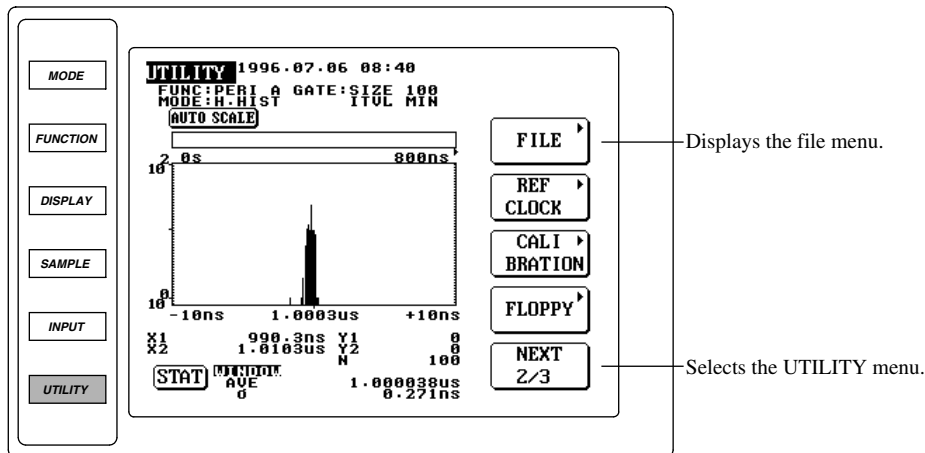 MODE
FUNCTION
DISPLAY
SAMPLE
INPUT
UTILITY
UTILITY 1996.07.06 08:40
FUNC:PERI A GATE:SIZE 100
MODE:H.HIST ITVL MIN
AUTO SCALE
0s 800ns
10 2
10 0
-10ns 1.0003us +10ns
X1 990.3ns Y1 0
X2 1.0103us Y2 0
N 100
STAT WINDOW
AVE 1.000038us
σ 0.271ns
FILE
REF
CLOCK
CALI
BRATION
FLOPPY
NEXT
2/3
Displays the file menu.
Selects the UTILITY menu.